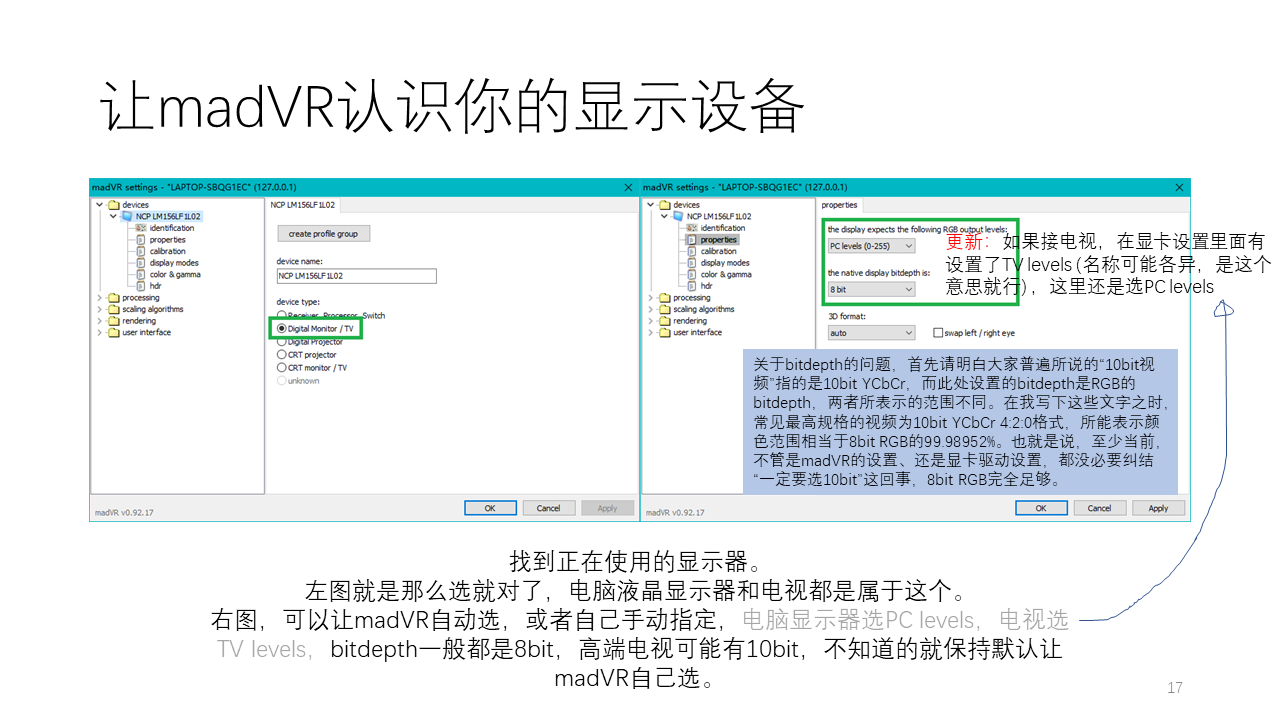 让madVR认识你的显示设备
madVR settings - "LAPTOP-SBQG1EC" (127.0.0.1)
devices
NCP LM156LF1L02
identification
properties
calibration
display modes
color & gamma
hdr
processing
scaling algorithms
rendering
user interface
NCP LM156LF1L02
create profile group
device name:
NCP LM156LF1L02
device type:
Receiver, Processor, Switch
Digital Monitor / TV
Digital Projector
CRT projector
CRT monitor / TV
unknown
madVR v0.92.17
OK
Cancel
Apply
madVR settings - "LAPTOP-SBQG1EC" (127.0.0.1)
devices
NCP LM156LF1L02
identification
properties
calibration
display modes
color & gamma
hdr
processing
scaling algorithms
rendering
user interface
properties
the display expects the following RGB output levels:
PC levels (0-255)
the native display bitdepth is:
8 bit
3D format:
auto
swap left / right eye
更新：如果接电视，在显卡设置里面有
设置了TV levels (名称可能各异，是这个
意思就行)，这里还是选PC levels
关于bitdepth的问题，首先请明白大家普遍所说的“10bit视
频”指的是10bit YCbCr，而此处设置的bitdepth是RGB的
bitdepth，两者所表示的范围不同。在我写下这些文字之时，
常见最高规格的视频为10bit YCbCr 4:2:0格式，所能表示颜
色范围相当于8bit RGB的99.98952%。也就是说，至少当前，
不管是madVR的设置、还是显卡驱动设置，都没必要纠结
“一定要选10bit”这回事，8bit RGB完全足够。
madVR v0.92.17
OK
Cancel
Apply
找到正在使用的显示器。
左图就是那么选就对了，电脑液晶显示器和电视都是属于这个。
右图，可以让madVR自动选，或者自己手动指定，电脑显示器选PC levels，电视选
TV levels，bitdepth一般都是8bit，高端电视可能有10bit，不知道的就保持默认让
madVR自己选。
17